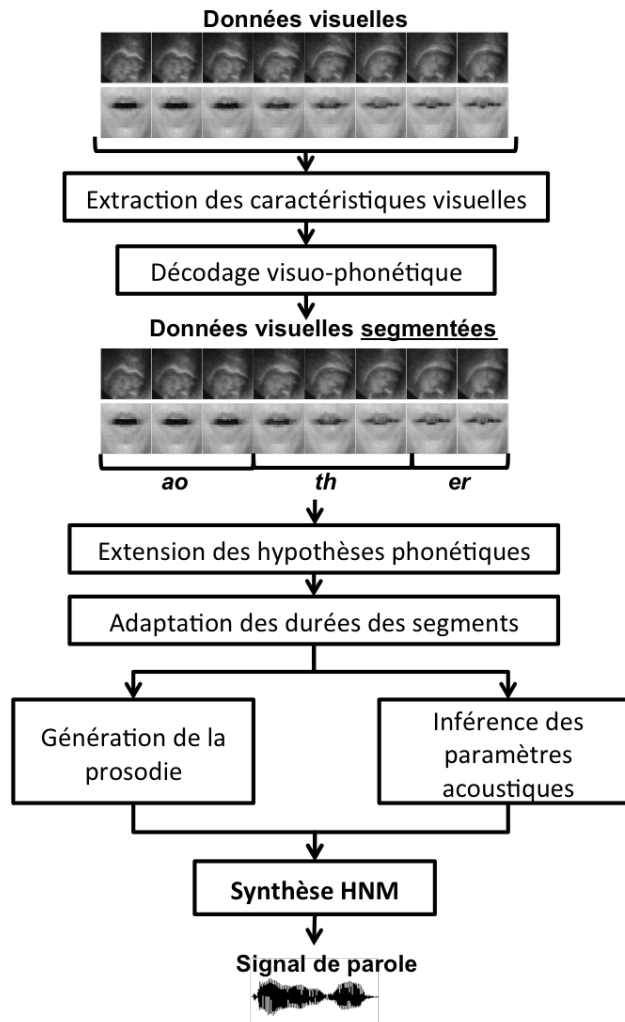 Données visuelles
Extraction des caractéristiques visuelles
Décodage visuo-phonétique
Données visuelles segmentées
ao th er
Extension des hypothèses phonétiques
Adaptation des durées des segments
Génération de la
prosodie
Inférence des
paramètres
acoustiques
Synthèse HNM
Signal de parole